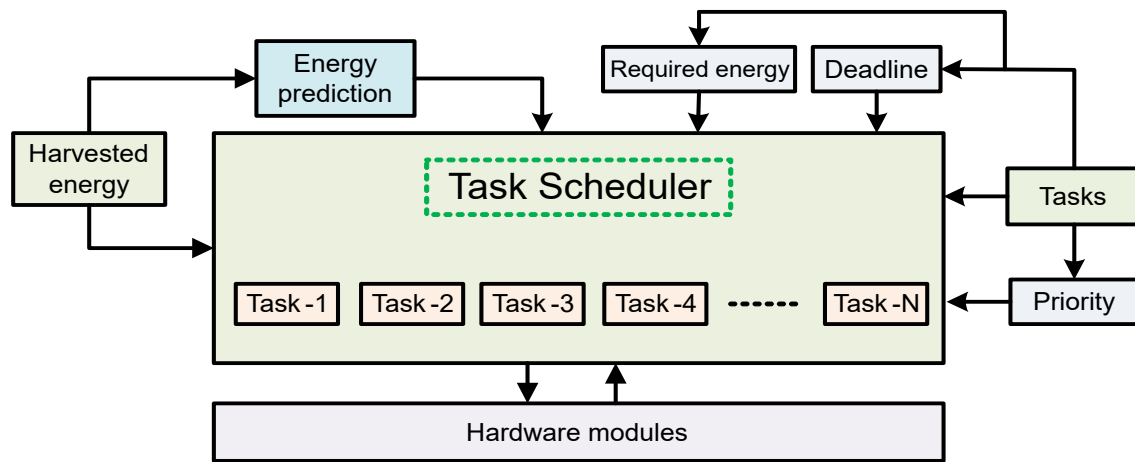 Energy
prediction
Required energy
Deadline
Harvested
energy
Task Scheduler
Tasks
Task -1
Task -2
Task -3
Task -4
Task -N
Priority
Hardware modules